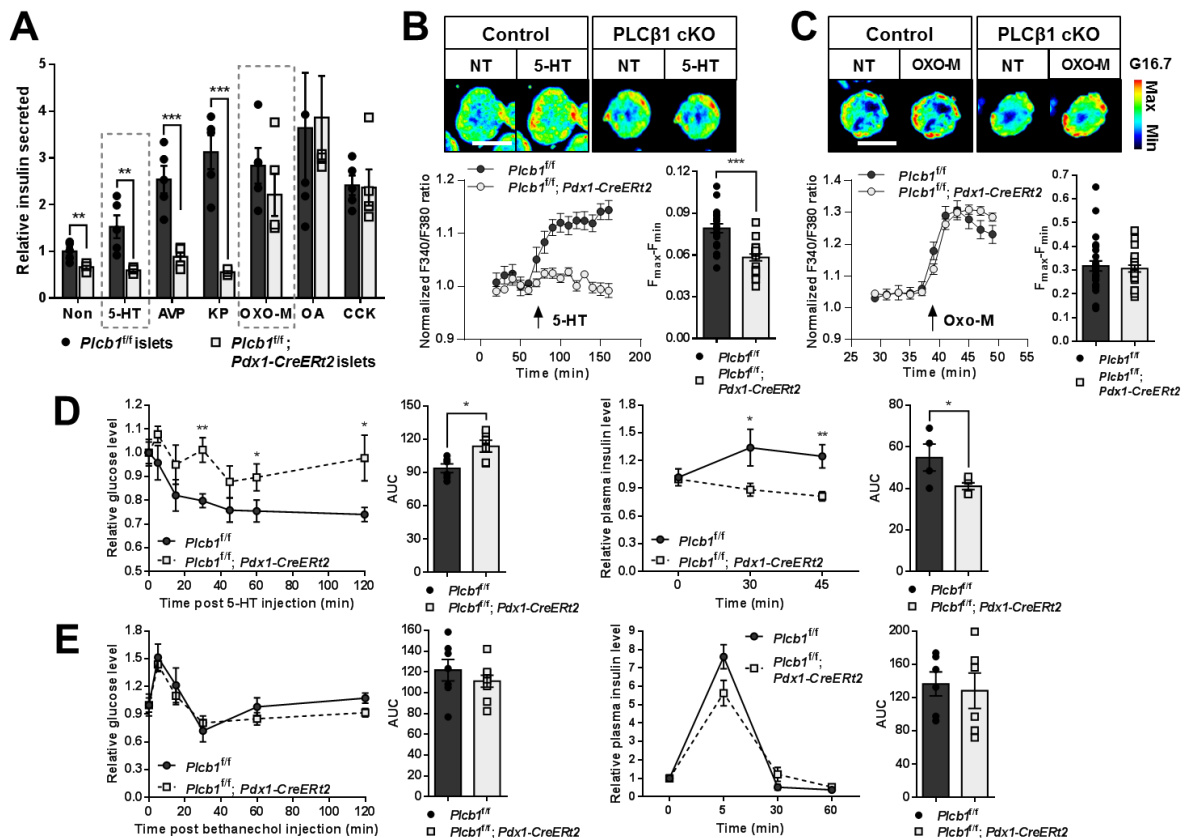 A
Relative insulin secreted
5
4
3
2
1
0
**
**
***
***
Non
5-HT
AVP
KP
OXO-M
OA
CCK
Plcb1f/f islets
Plcb1f/f;
Pdx1-CreERt2 islets
B
Control
PLCβ1 cKO
NT
5-HT
NT
5-HT
Normalized F340/F380 ratio
1.2
1.1
1.0
0.9
Plcb1f/f
Plcb1f/f; Pdx1-CreERt2
5-HT
0
50
100
150
200
Time (min)
Fmax-Fmin
0.12
0.09
0.06
0.03
0.00
***
Plcb1f/f
Plcb1f/f;
Pdx1-CreERt2
C
Control
PLCβ1 cKO
NT
OXO-M
NT
OXO-M
G16.7
Max
Min
Normalized F340/F380 ratio
1.4
1.3
1.2
1.1
1.0
0.9
Plcb1f/f
Plcb1f/f; Pdx1-CreERt2
Oxo-M
25
30
35
40
45
50
55
Time (min)
Fmax-Fmin
0.7
0.6
0.5
0.4
0.3
0.2
0.1
0.0
Plcb1f/f
Plcb1f/f;
Pdx1-CreERt2
D
Relative glucose level
1.2
1.1
1.0
0.9
0.8
0.7
0.6
0.5
**
*
*
Plcb1f/f
Plcb1f/f; Pdx1-CreERt2
0
20
40
60
80
100
120
Time post 5-HT injection (min)
AUC
150
120
90
60
30
0
*
Plcb1f/f
Plcb1f/f; Pdx1-CreERt2
Relative plasma insulin level
1.8
1.5
1.2
0.9
0.6
0.3
0.0
*
**
Plcb1f/f
Plcb1f/f; Pdx1-CreERt2
0
30
45
Time (min)
AUC
80
60
40
20
0
*
Plcb1f/f
Plcb1f/f; Pdx1-CreERt2
E
Relative glucose level
1.8
1.5
1.2
0.9
0.6
0.3
0.0
Plcb1f/f
Plcb1f/f; Pdx1-CreERt2
0
20
40
60
80
100
120
Time post bethanechol injection (min)
AUC
160
140
120
100
80
60
40
20
0
Plcb1f/f
Plcb1f/f; Pdx1-CreERt2
Relative plasma insulin level
9
8
7
6
5
4
3
2
1
0
Plcb1f/f
Plcb1f/f;
Pdx1-CreERt2
0
5
30
60
Time (min)
AUC
200
160
120
80
40
0
Plcb1f/f
Plcb1f/f; Pdx1-CreERt2